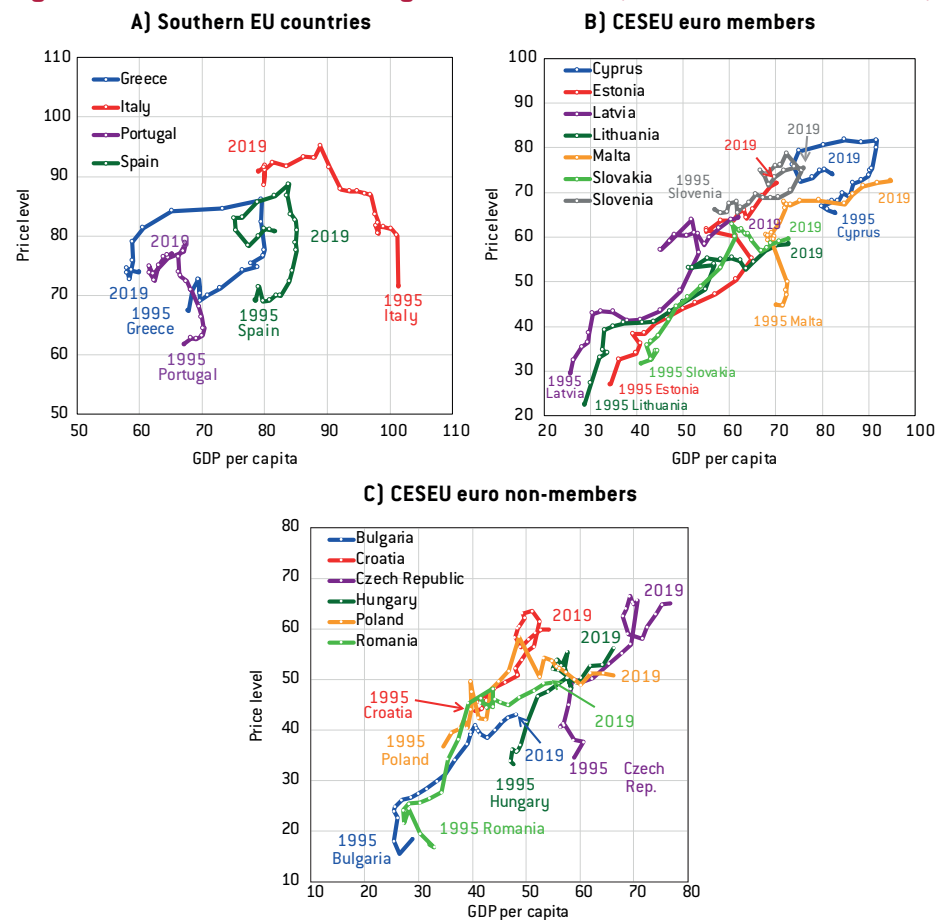 A) Southern EU countries
110
100
90
80
70
60
50
Price level
Greece
Italy
Portugal
Spain
2019
2019
2019
2019
1995
Greece
1995
Portugal
1995
Spain
1995
Italy
50 60 70 80 90 100 110
GDP per capita
B) CESEU euro members
100
90
80
70
60
50
40
30
20
Price level
Cyprus
Estonia
Latvia
Lithuania
Malta
Slovakia
Slovenia
2019
2019
2019
2019
2019
2019
2019
1995
Slovenia
1995
Cyprus
1995 Malta
1995 Slovakia
1995 Estonia
1995
Latvia
1995 Lithuania
20 30 40 50 60 70 80 90 100
GDP per capita
C) CESEU euro non-members
80
70
60
50
40
30
20
10
Price level
Bulgaria
Croatia
Czech Republic
Hungary
Poland
Romania
2019
2019
2019
2019
2019
2019
1995
Croatia
1995
Poland
1995 Czech
Rep.
1995
Hungary
1995 Romania
1995
Bulgaria
10 20 30 40 50 60 70 80
GDP per capita